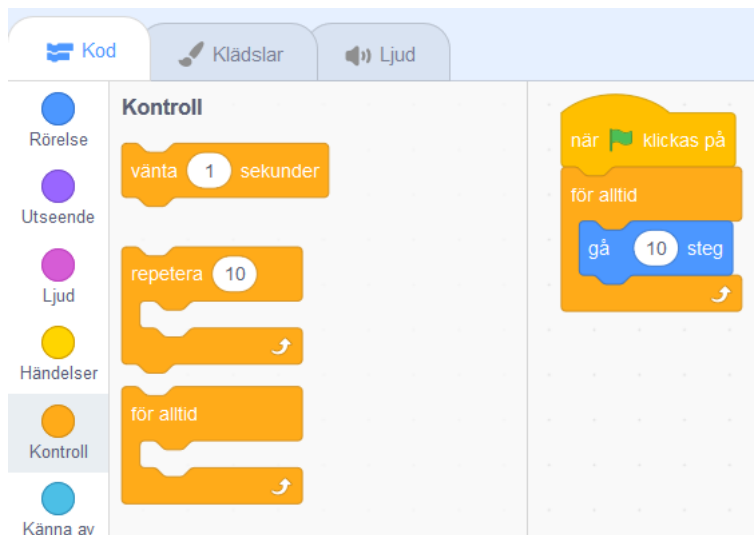 Kod
Klädslar
Ljud
Rörelse
Utseende
Ljud
Händelser
Kontroll
Känna av
Kontroll
vänta 1 sekunder
repetera 10
för alltid
när klickas på
för alltid
gå 10 steg